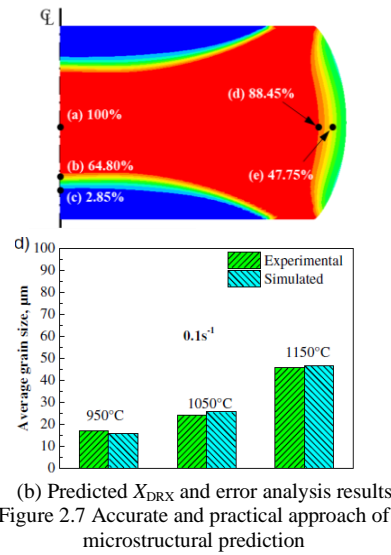 ℄
(a) 100%
(d) 88.45%
(b) 64.80%
(e) 47.75%
(c) 2.85%
d)
100
90
80
70
60
50
40
30
20
10
0
Average grain size, μm
Experimental
Simulated
0.1s⁻¹
950°C
1050°C
1150°C
(b) Predicted XDRX and error analysis results
Figure 2.7 Accurate and practical approach of
microstructural prediction